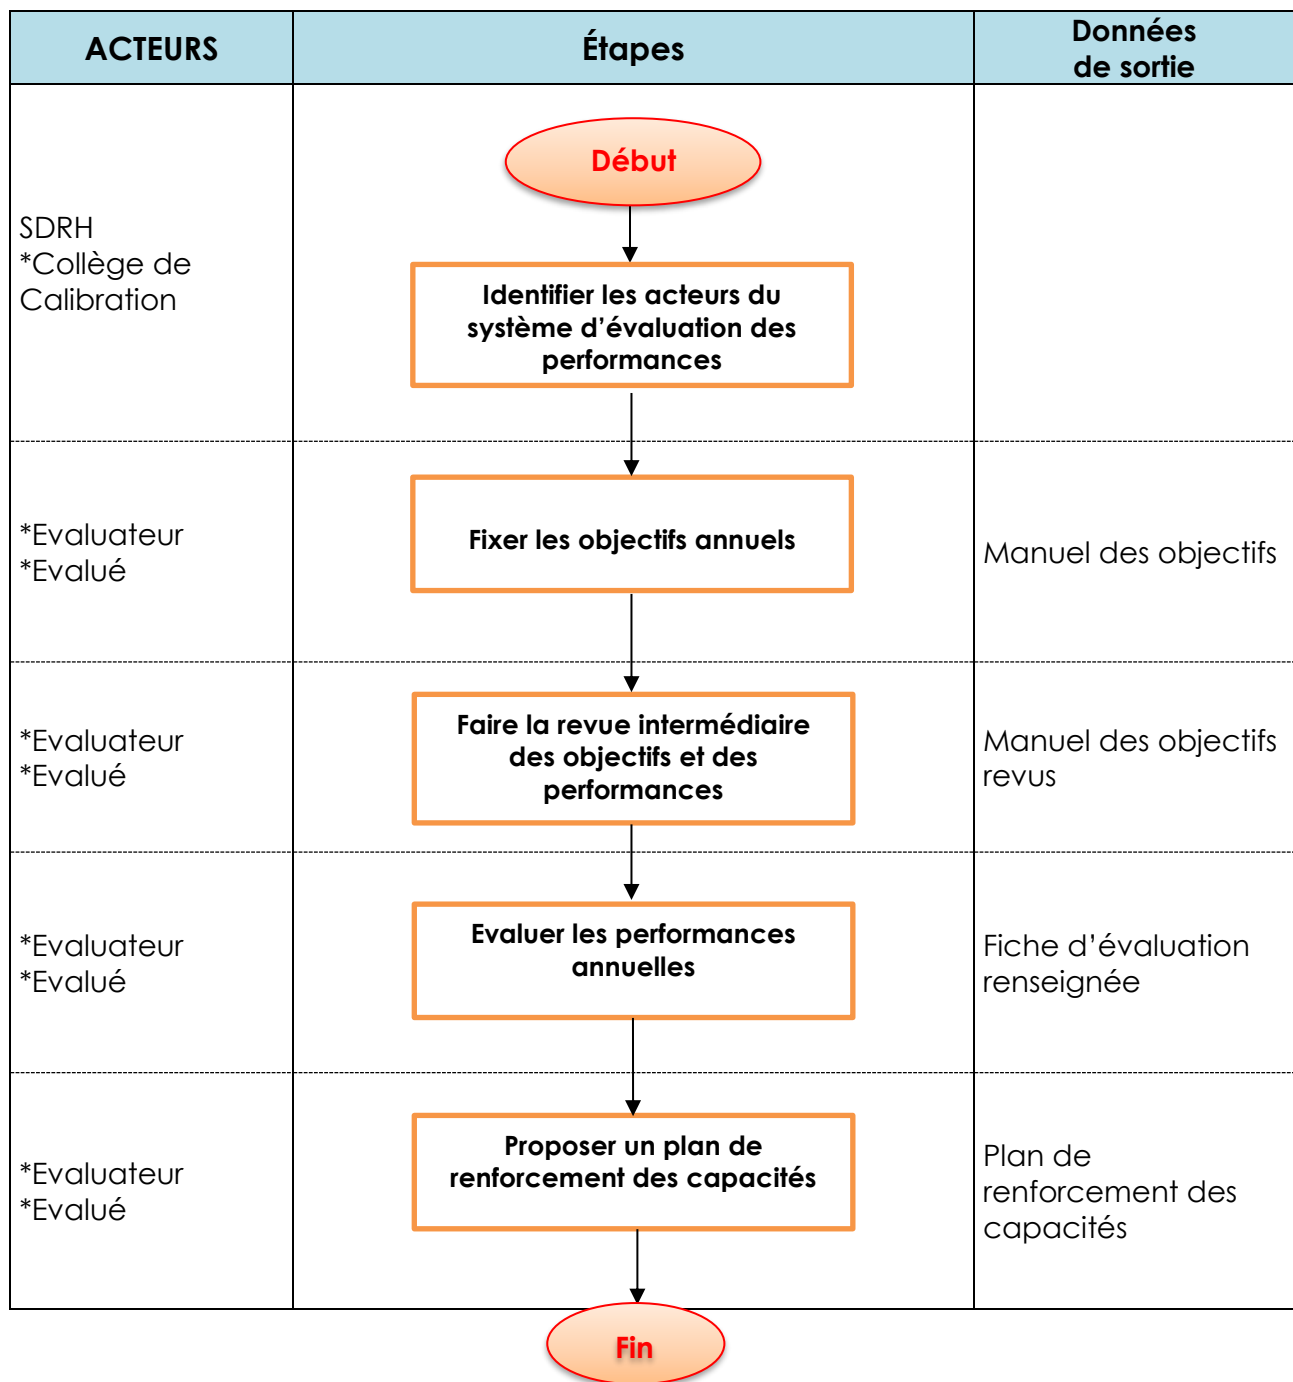 ACTEURS
Étapes
Données
de sortie
Début
SDRH
*Collège de
Calibration
Identifier les acteurs du
système d’évaluation des
performances
*Evaluateur
*Evalué
Fixer les objectifs annuels
Manuel des objectifs
*Evaluateur
*Evalué
Faire la revue intermédiaire
des objectifs et des
performances
Manuel des objectifs
revus
*Evaluateur
*Evalué
Evaluer les performances
annuelles
Fiche d’évaluation
renseignée
*Evaluateur
*Evalué
Proposer un plan de
renforcement des capacités
Plan de
renforcement des
capacités
Fin